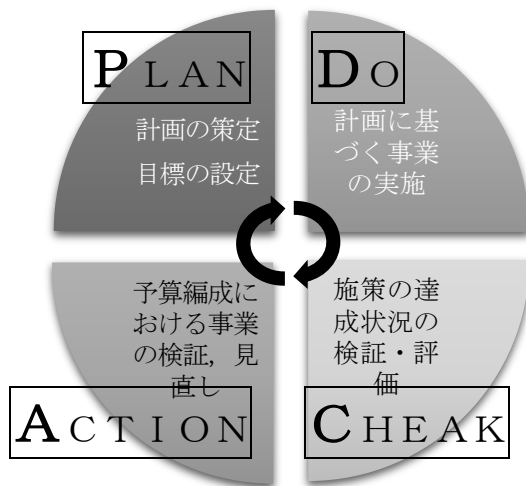 PLAN
計画の策定
目標の設定
DO
計画に基
づく事業
の実施
予算編成に
おける事業
の検証，見
直し
ACTION
施策の達
成状況の
検証・評
価
CHEAK